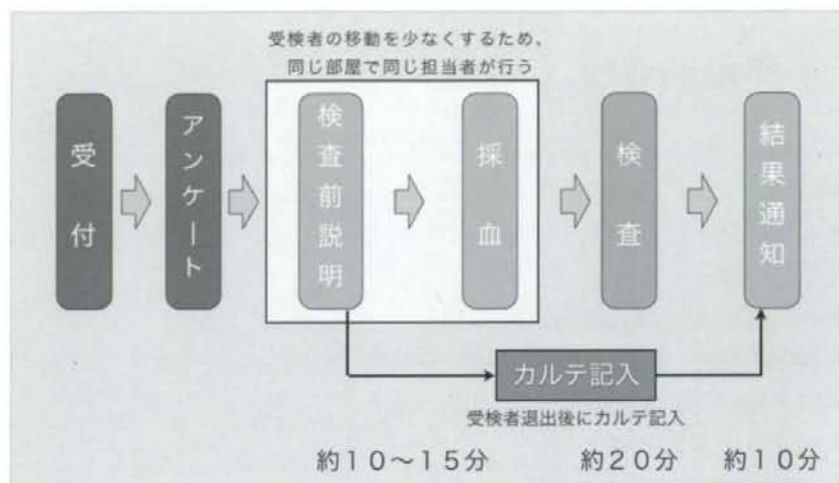 受検者の移動を少なくするため、
同じ部屋で同じ担当者が行う
受付
アンケート
検査前説明
採血
検査
結果通知
カルテ記入
受検者退出後にカルテ記入
約10～15分
約20分
約10分